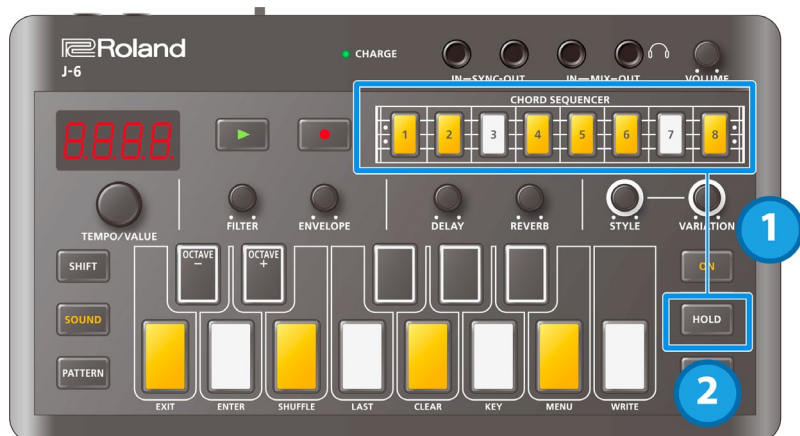 Roland
J-6
CHARGE
IN—SYNC-OUT
IN—MIX—OUT
VOLUME
CHORD SEQUENCER
1 2 3 4 5 6 7 8
8.8.8.8.
TEMPO/VALUE
FILTER
ENVELOPE
DELAY
REVERB
STYLE
VARIATION
1
SHIFT
OCTAVE
−
OCTAVE
+
ON
SOUND
HOLD
PATTERN
2
EXIT
ENTER
SHUFFLE
LAST
CLEAR
KEY
MENU
WRITE